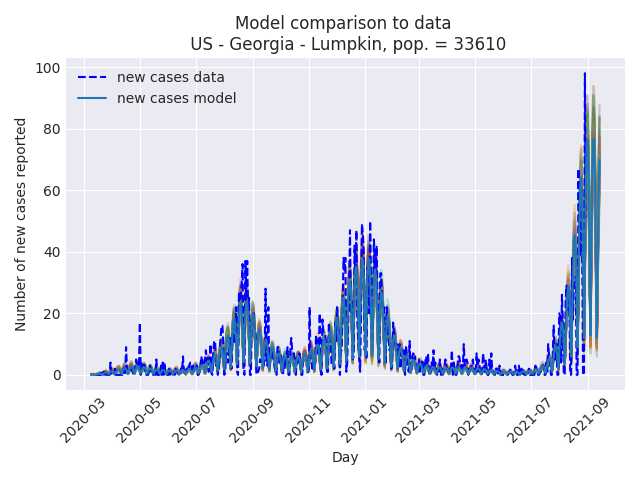 Model comparison to data
US - Georgia - Lumpkin, pop. = 33610
new cases data
new cases model
Number of new cases reported
100
80
60
40
20
0
2020-03
2020-05
2020-07
2020-09
2020-11
2021-01
2021-03
2021-05
2021-07
2021-09
Day